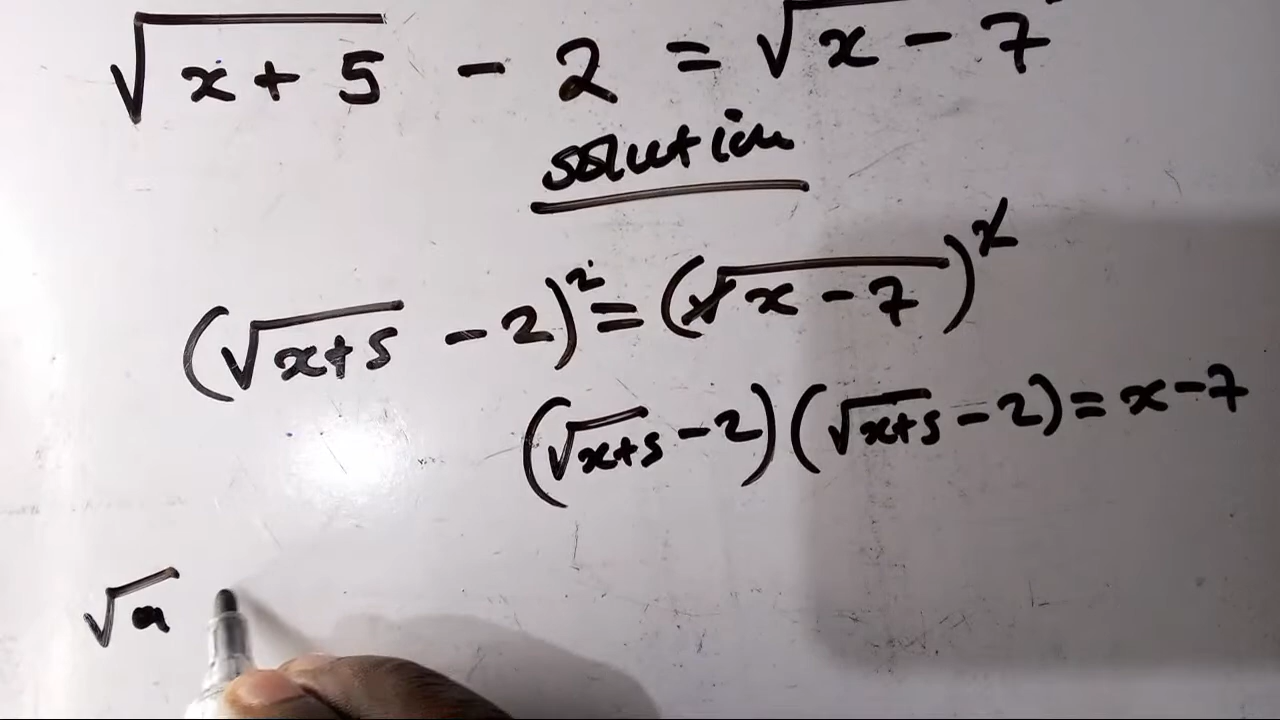 √x+5 - 2 = √x-7
solution
(√x+5 - 2)² = (√x-7)²
(√x+5 - 2)(√x+5 - 2) = x-7
√a